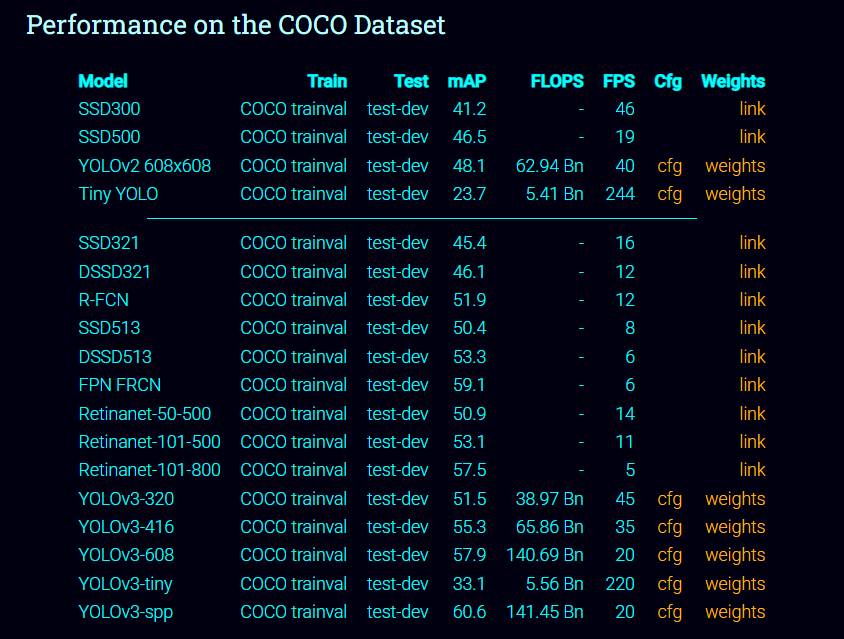 Performance on the COCO Dataset
Model Train Test mAP FLOPS FPS Cfg Weights
SSD300 COCO trainval test-dev 41.2 - 46 link
SSD500 COCO trainval test-dev 46.5 - 19 link
YOLOv2 608x608 COCO trainval test-dev 48.1 62.94 Bn 40 cfg weights
Tiny YOLO COCO trainval test-dev 23.7 5.41 Bn 244 cfg weights
SSD321 COCO trainval test-dev 45.4 - 16 link
DSSD321 COCO trainval test-dev 46.1 - 12 link
R-FCN COCO trainval test-dev 51.9 - 12 link
SSD513 COCO trainval test-dev 50.4 - 8 link
DSSD513 COCO trainval test-dev 53.3 - 6 link
FPN FRCN COCO trainval test-dev 59.1 - 6 link
Retinanet-50-500 COCO trainval test-dev 50.9 - 14 link
Retinanet-101-500 COCO trainval test-dev 53.1 - 11 link
Retinanet-101-800 COCO trainval test-dev 57.5 - 5 link
YOLOv3-320 COCO trainval test-dev 51.5 38.97 Bn 45 cfg weights
YOLOv3-416 COCO trainval test-dev 55.3 65.86 Bn 35 cfg weights
YOLOv3-608 COCO trainval test-dev 57.9 140.69 Bn 20 cfg weights
YOLOv3-tiny COCO trainval test-dev 33.1 5.56 Bn 220 cfg weights
YOLOv3-spp COCO trainval test-dev 60.6 141.45 Bn 20 cfg weights